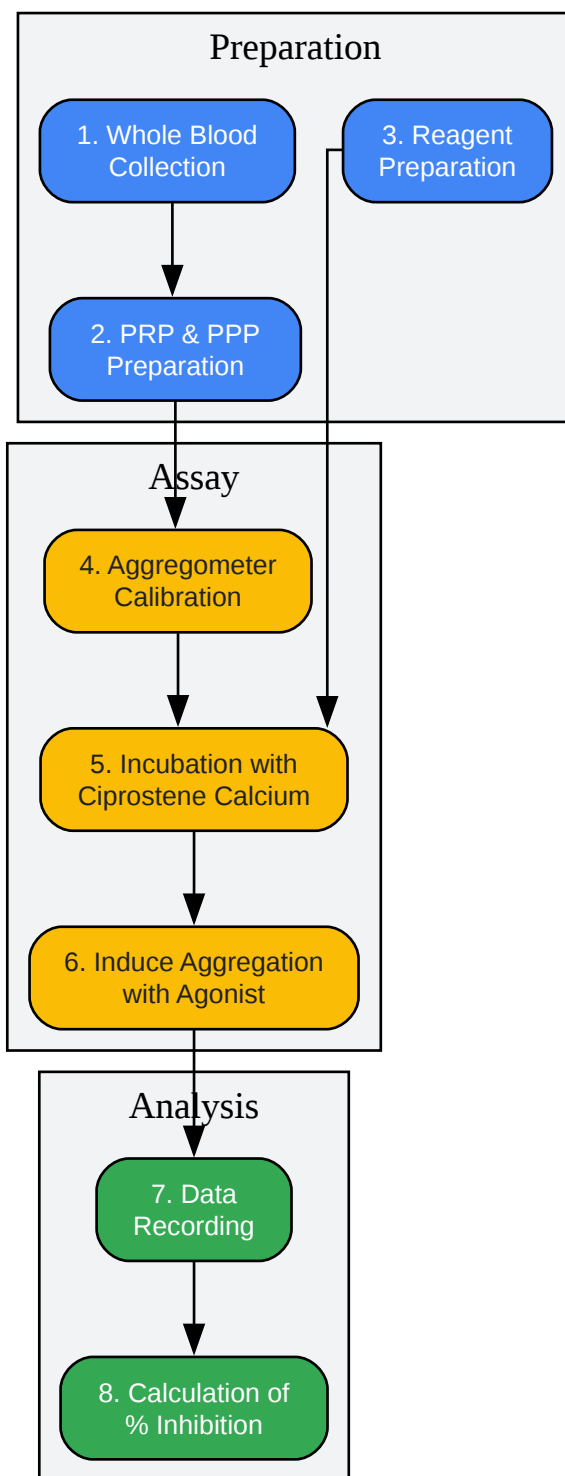 Preparation
1. Whole Blood
Collection
3. Reagent
Preparation
2. PRP & PPP
Preparation
Assay
4. Aggregometer
Calibration
5. Incubation with
Ciprostene Calcium
6. Induce Aggregation
with Agonist
Analysis
7. Data
Recording
8. Calculation of
% Inhibition